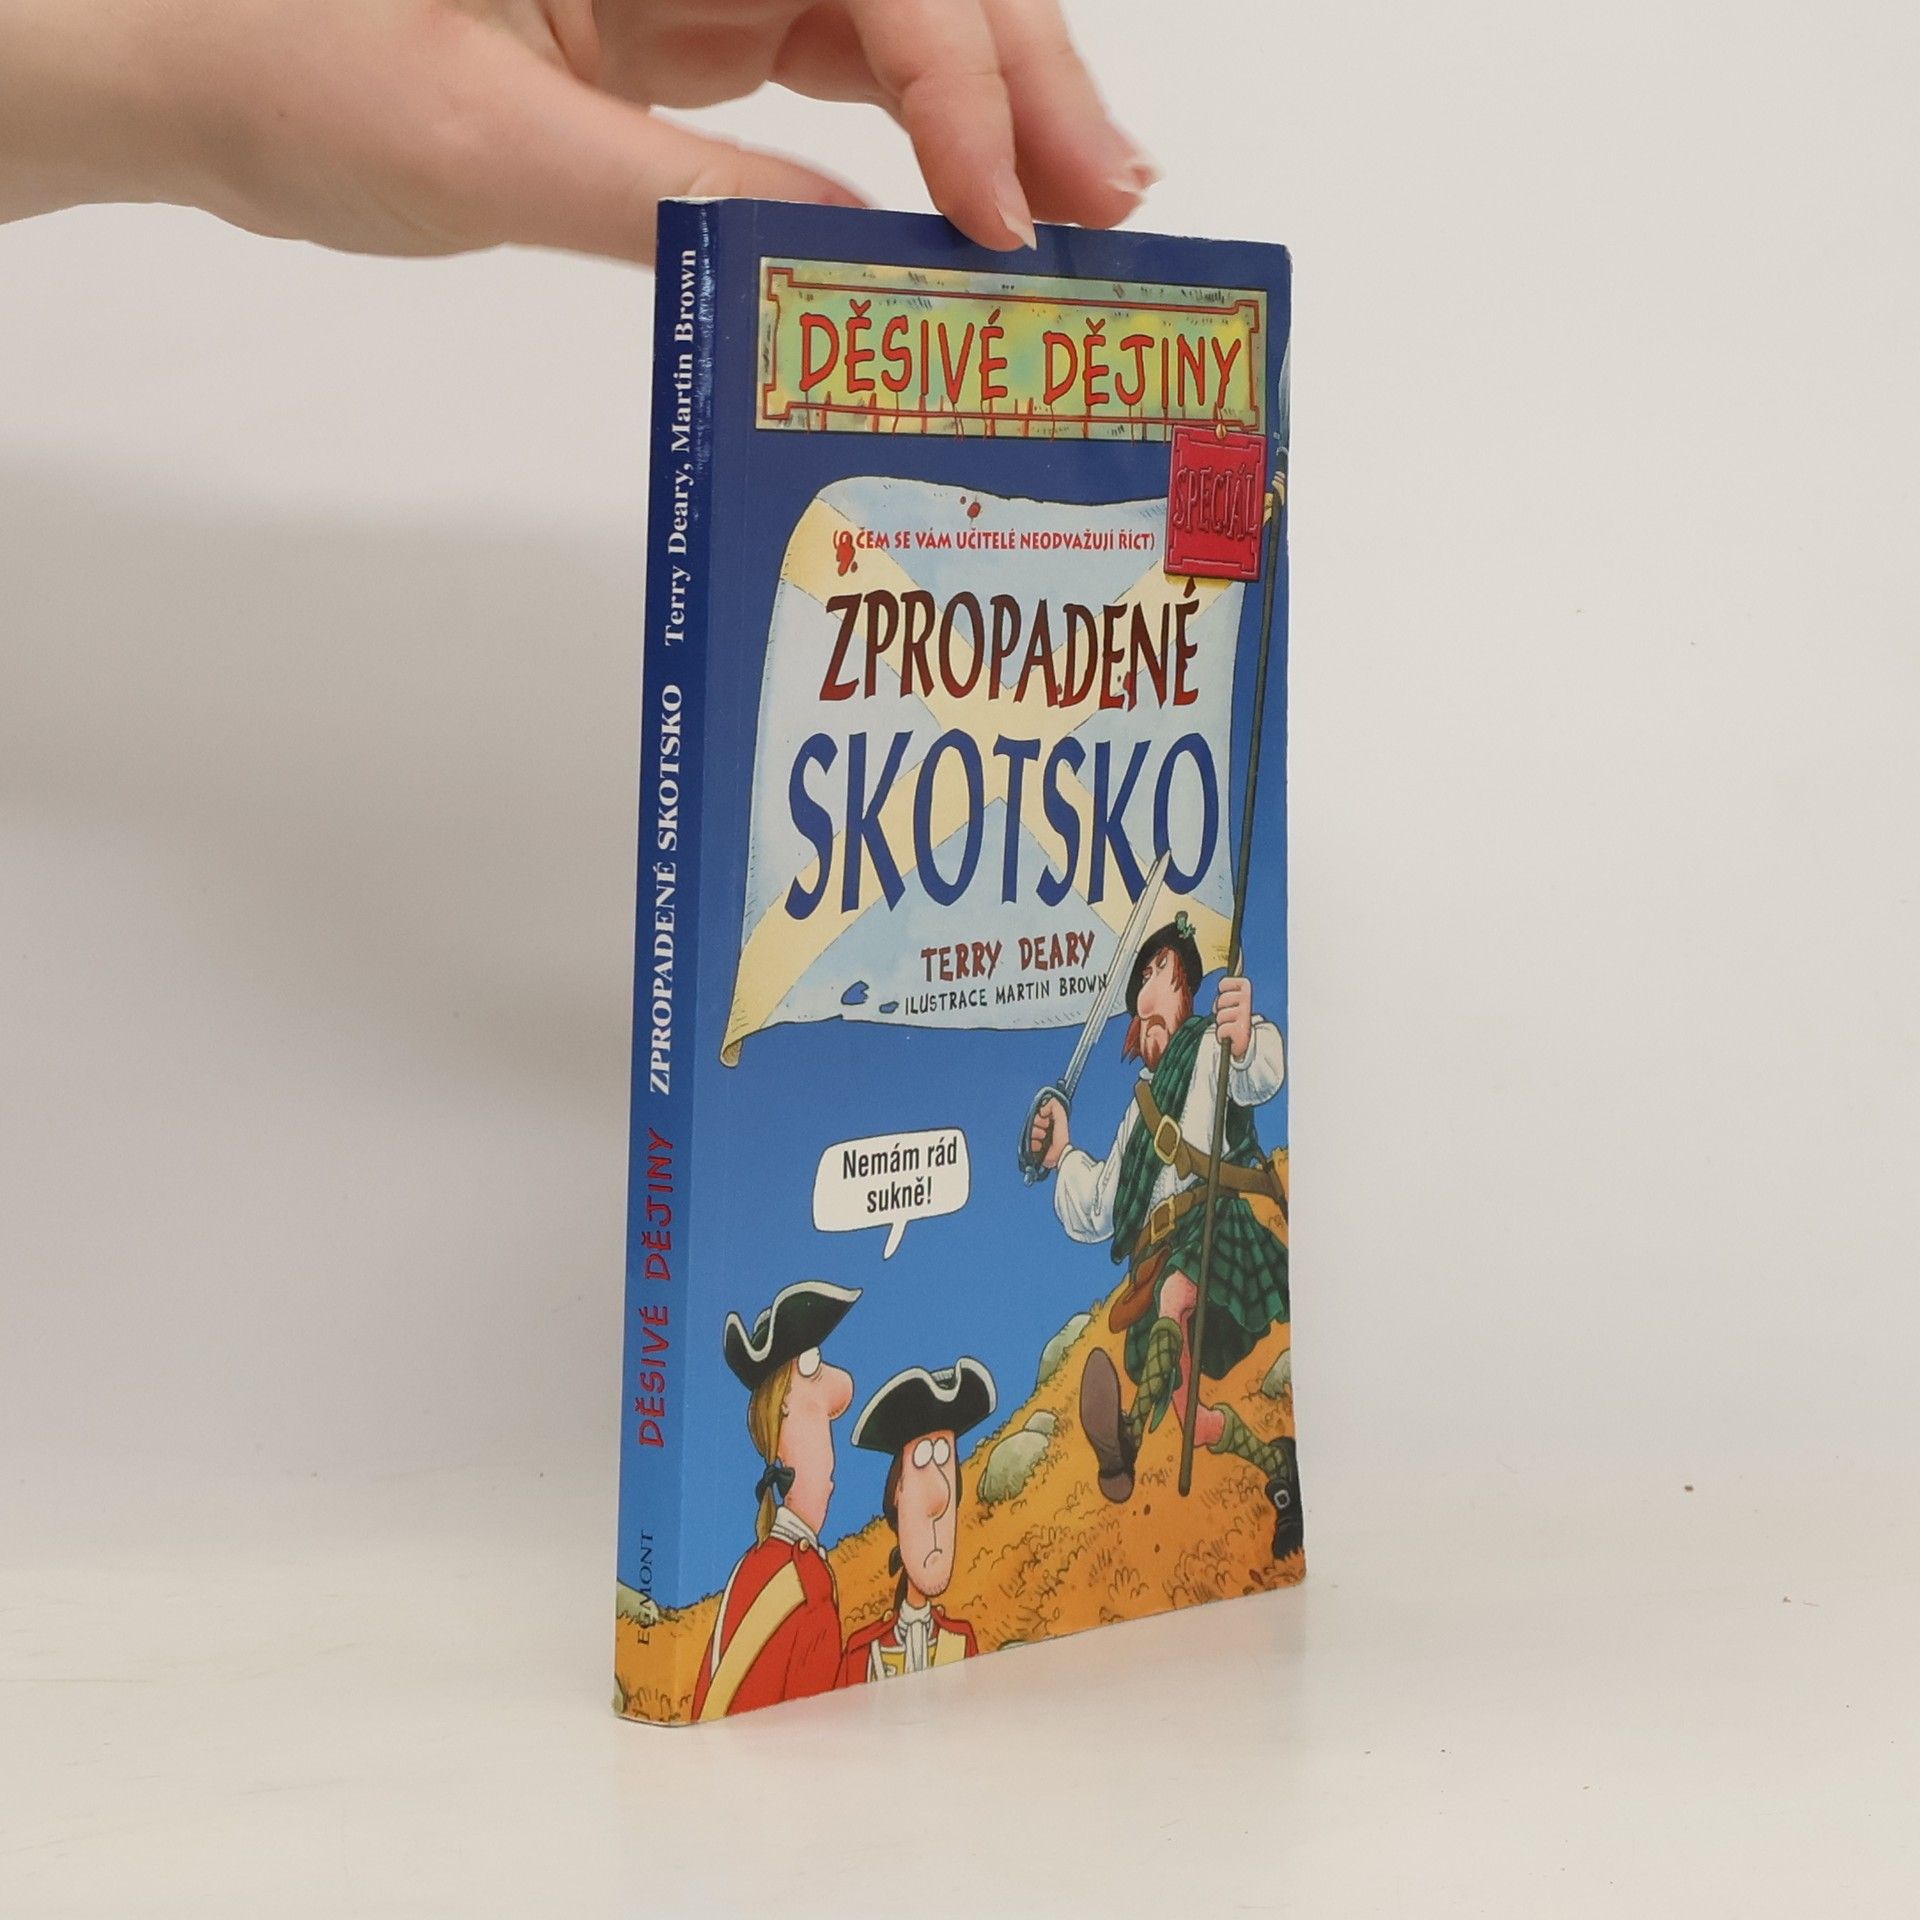 DĚSIVÉ DĚJINY ZPROPADENÉ SKOTSKO Terry Deary, Martin Brown
EGMONT
DĚSIVÉ DĚJINY
SPECIÁL
(O ČEM SE VÁM UČITELÉ NEODVAŽUJÍ ŘÍCT)
ZPROPADENÉ
SKOTSKO
TERRY DEARY
ILUSTRACE MARTIN BROWN
Nemám rád
sukně!